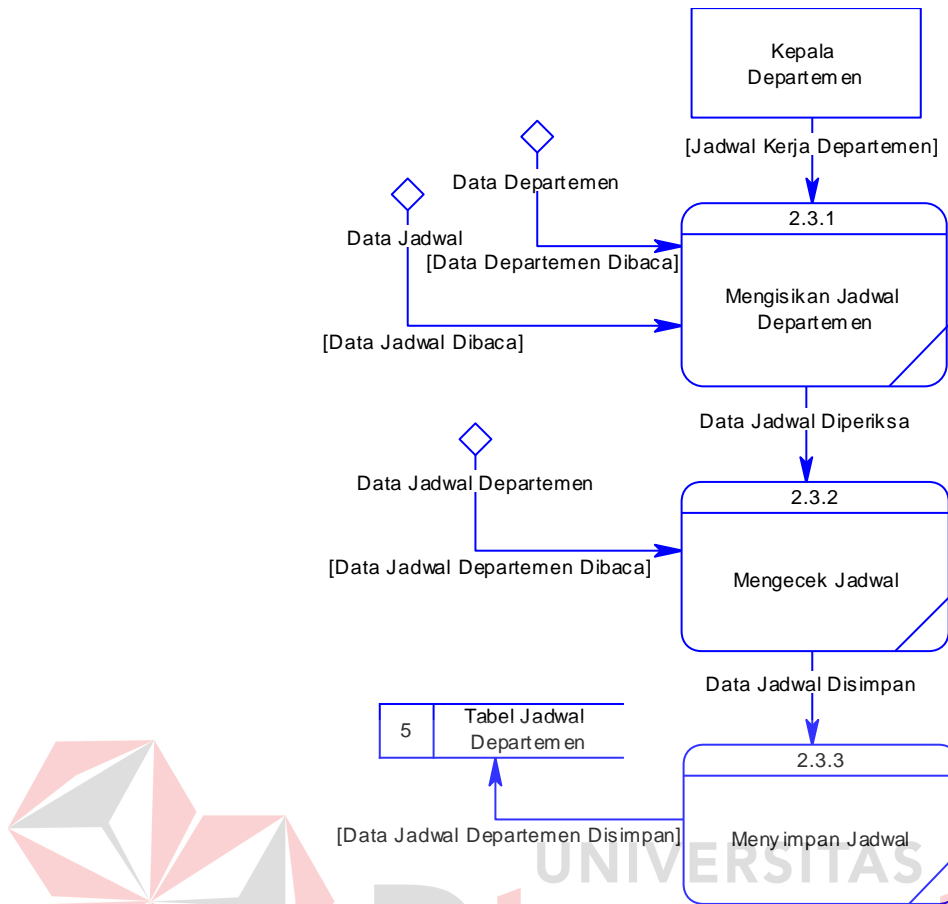 Kepala
Departemen
[Jadwal Kerja Departemen]
Data Departemen
2.3.1
Data Jadwal
[Data Departemen Dibaca]
Mengisikan Jadwal
Departemen
[Data Jadwal Dibaca]
Data Jadwal Diperiksa
Data Jadwal Departemen
2.3.2
[Data Jadwal Departemen Dibaca]
Mengecek Jadwal
Data Jadwal Disimpan
5
Tabel Jadwal
Departemen
2.3.3
[Data Jadwal Departemen Disimpan]
Menyimpan Jadwal
UNIVERSITAS